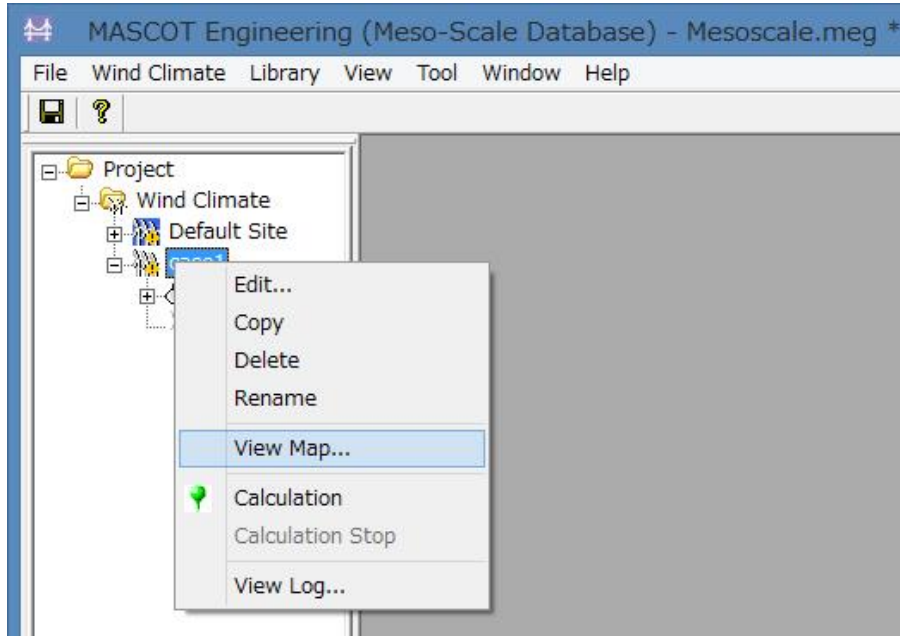 MASCOT Engineering (Meso-Scale Database) - Mesoscale.meg *
File Wind Climate Library View Tool Window Help
Project
Wind Climate
Default Site
Edit...
Copy
Delete
Rename
View Map...
Calculation
Calculation Stop
View Log...